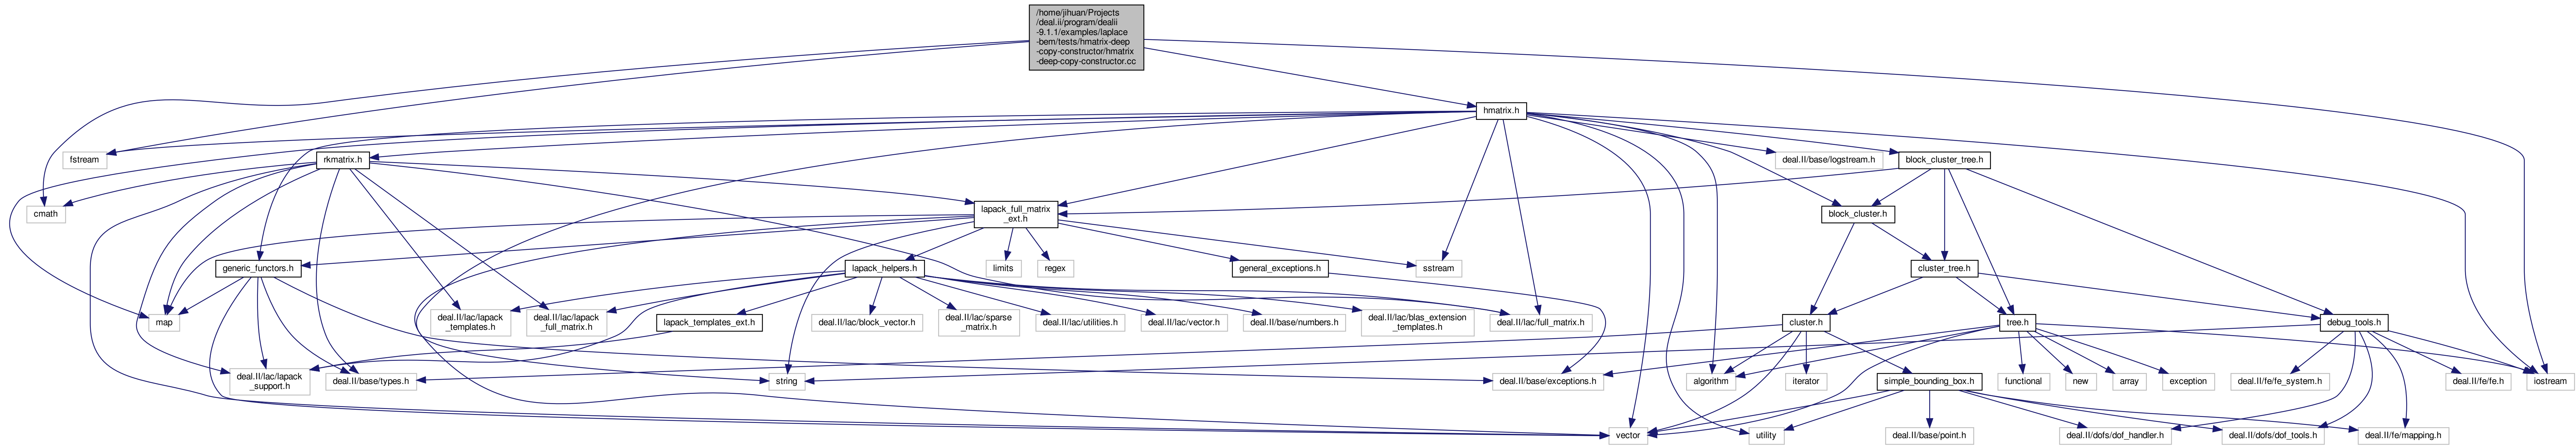 /home/jihuan/Projects
/deal.ii/program/dealii
-9.1.1/examples/laplace
-bem/tests/hmatrix-deep
-copy-constructor/hmatrix
-deep-copy-constructor.cc
hmatrix.h
fstream
rkmatrix.h
deal.II/base/logstream.h
block_cluster_tree.h
cmath
lapack_full_matrix
_ext.h
block_cluster.h
generic_functors.h
lapack_helpers.h
limits
regex
general_exceptions.h
sstream
cluster_tree.h
map
deal.II/lac/lapack
_templates.h
deal.II/lac/lapack
_full_matrix.h
lapack_templates_ext.h
deal.II/lac/block_vector.h
deal.II/lac/sparse
_matrix.h
deal.II/lac/utilities.h
deal.II/lac/vector.h
deal.II/base/numbers.h
deal.II/lac/blas_extension
_templates.h
deal.II/lac/full_matrix.h
cluster.h
tree.h
debug_tools.h
deal.II/lac/lapack
_support.h
deal.II/base/types.h
string
deal.II/base/exceptions.h
algorithm
iterator
simple_bounding_box.h
functional
new
array
exception
deal.II/fe/fe_system.h
deal.II/fe/fe.h
iostream
vector
utility
deal.II/base/point.h
deal.II/dofs/dof_handler.h
deal.II/dofs/dof_tools.h
deal.II/fe/mapping.h